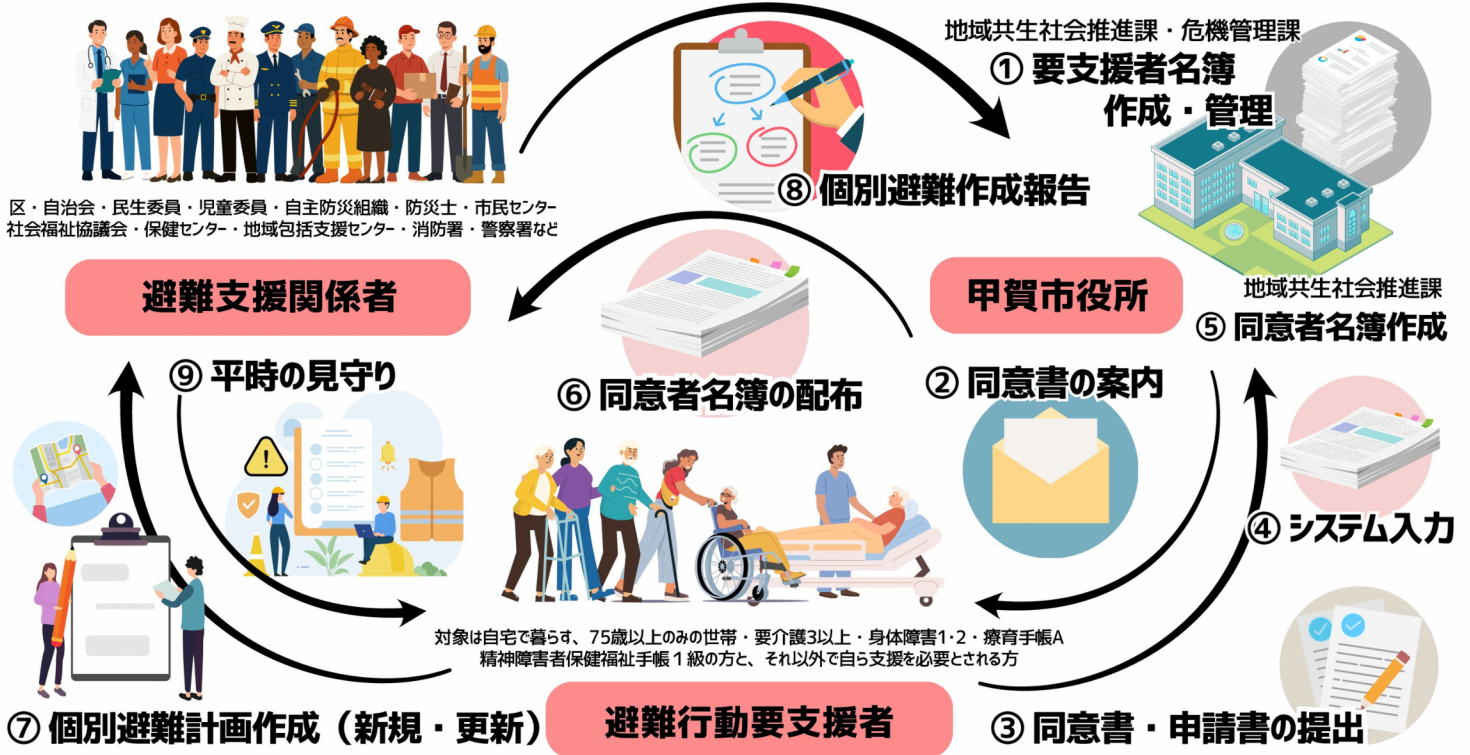 地域共生社会推進課・危機管理課
① 要支援者名簿
作成・管理
⑧ 個別避難作成報告
区・自治会・民生委員・児童委員・自主防災組織・防災士・市民センター
社会福祉協議会・保健センター・地域包括支援センター・消防署・警察署など
避難支援関係者
甲賀市役所
地域共生社会推進課
⑤ 同意者名簿作成
⑨ 平時の見守り
⑥ 同意者名簿の配布
② 同意書の案内
④ システム入力
対象は自宅で暮らす、75歳以上のみの世帯・要介護3以上・身体障害1・2・療育手帳A
精神障害者保健福祉手帳１級の方と、それ以外で自ら支援を必要とされる方
⑦ 個別避難計画作成（新規・更新）
避難行動要支援者
③ 同意書・申請書の提出